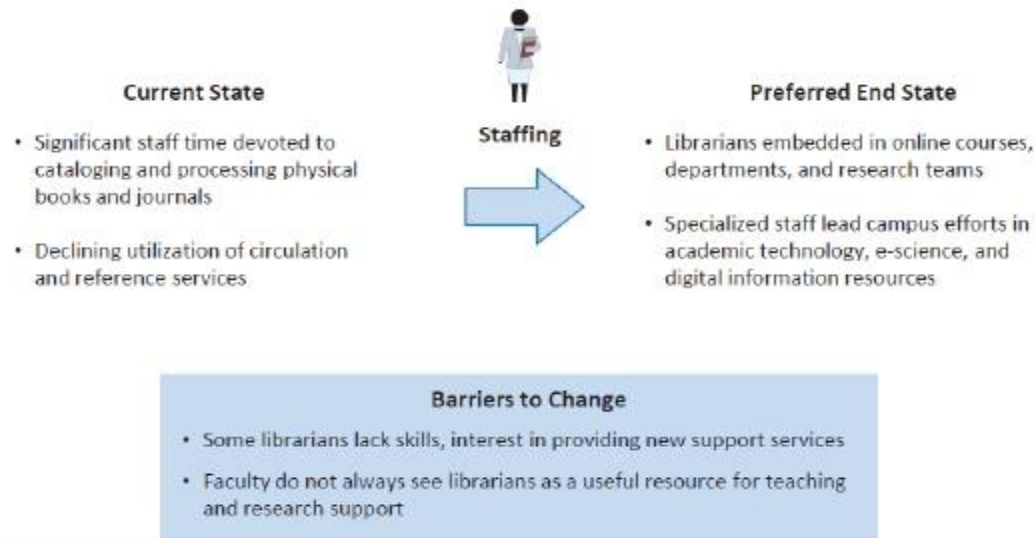 Current State
• Significant staff time devoted to
cataloging and processing physical
books and journals
• Declining utilization of circulation
and reference services
Staffing
Preferred End State
• Librarians embedded in online courses,
departments, and research teams
• Specialized staff lead campus efforts in
academic technology, e-science, and
digital information resources
Barriers to Change
• Some librarians lack skills, interest in providing new support services
• Faculty do not always see librarians as a useful resource for teaching
and research support